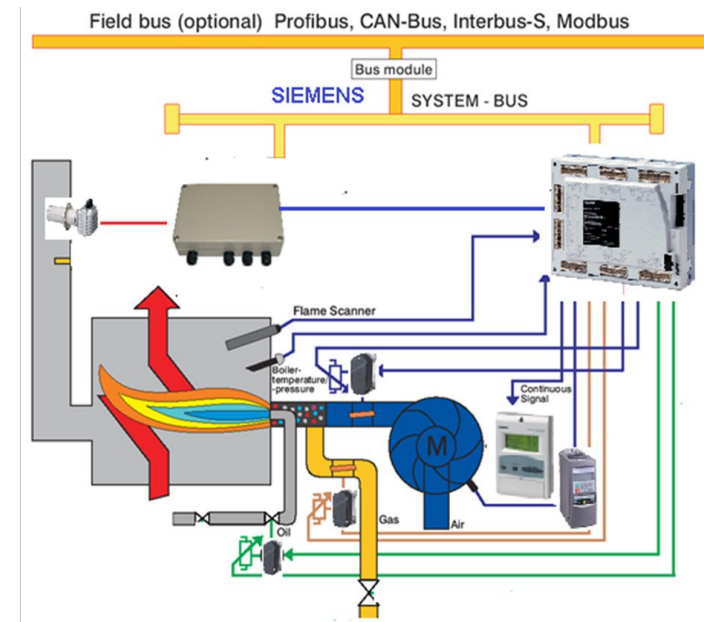 Field bus (optional) Profibus, CAN-Bus, Interbus-S, Modbus
Bus module
SIEMENS
SYSTEM - BUS
Flame Scanner
Boiler-
temperature/
-pressure
Continuous
Signal
M
Gas
Air
Oil